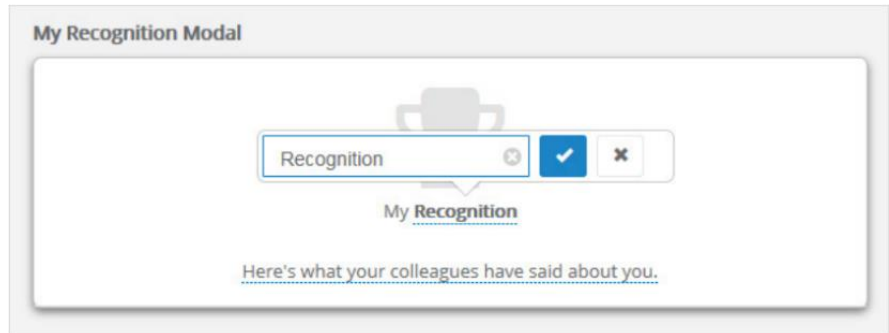 My Recognition Modal
Recognition
My Recognition
Here's what your colleagues have said about you.